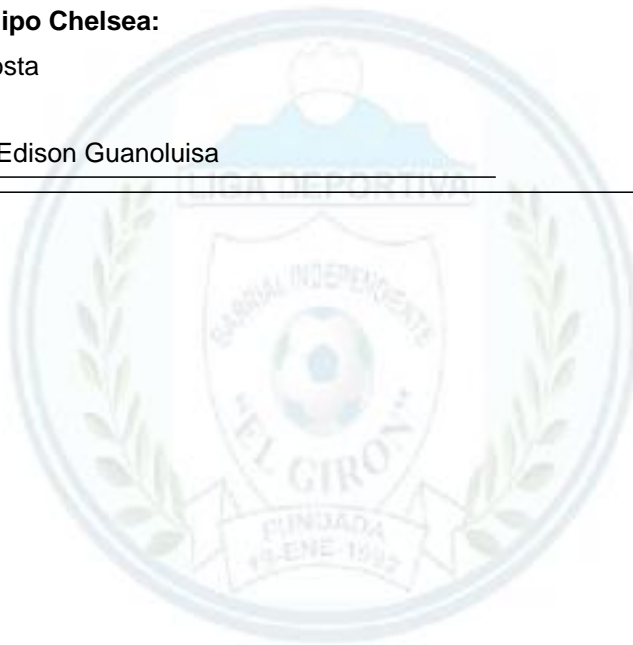 ipo Chelsea:
osta
Edison Guanoluisa
LIGA DEPORTIVA
BARRIAL INDEPENDIENTE
"EL GIRON"
FUNDADA